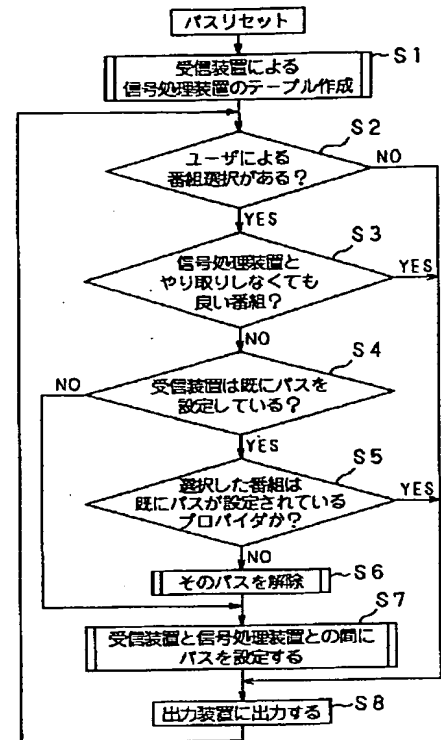 バスリセット
S1
受信装置による
信号処理装置のテーブル作成
S2
ユーザによる
番組選択がある?
NO
YES
S3
信号処理装置と
やり取りしなくても
良い番組?
YES
NO
S4
NO
受信装置は既にパスを
設定している?
YES
S5
選択した番組は
既にパスが設定されている
プロバイダか?
YES
NO
そのパスを解除
S6
S7
受信装置と信号処理装置との間に
パスを設定する
S8
出力装置に出力する